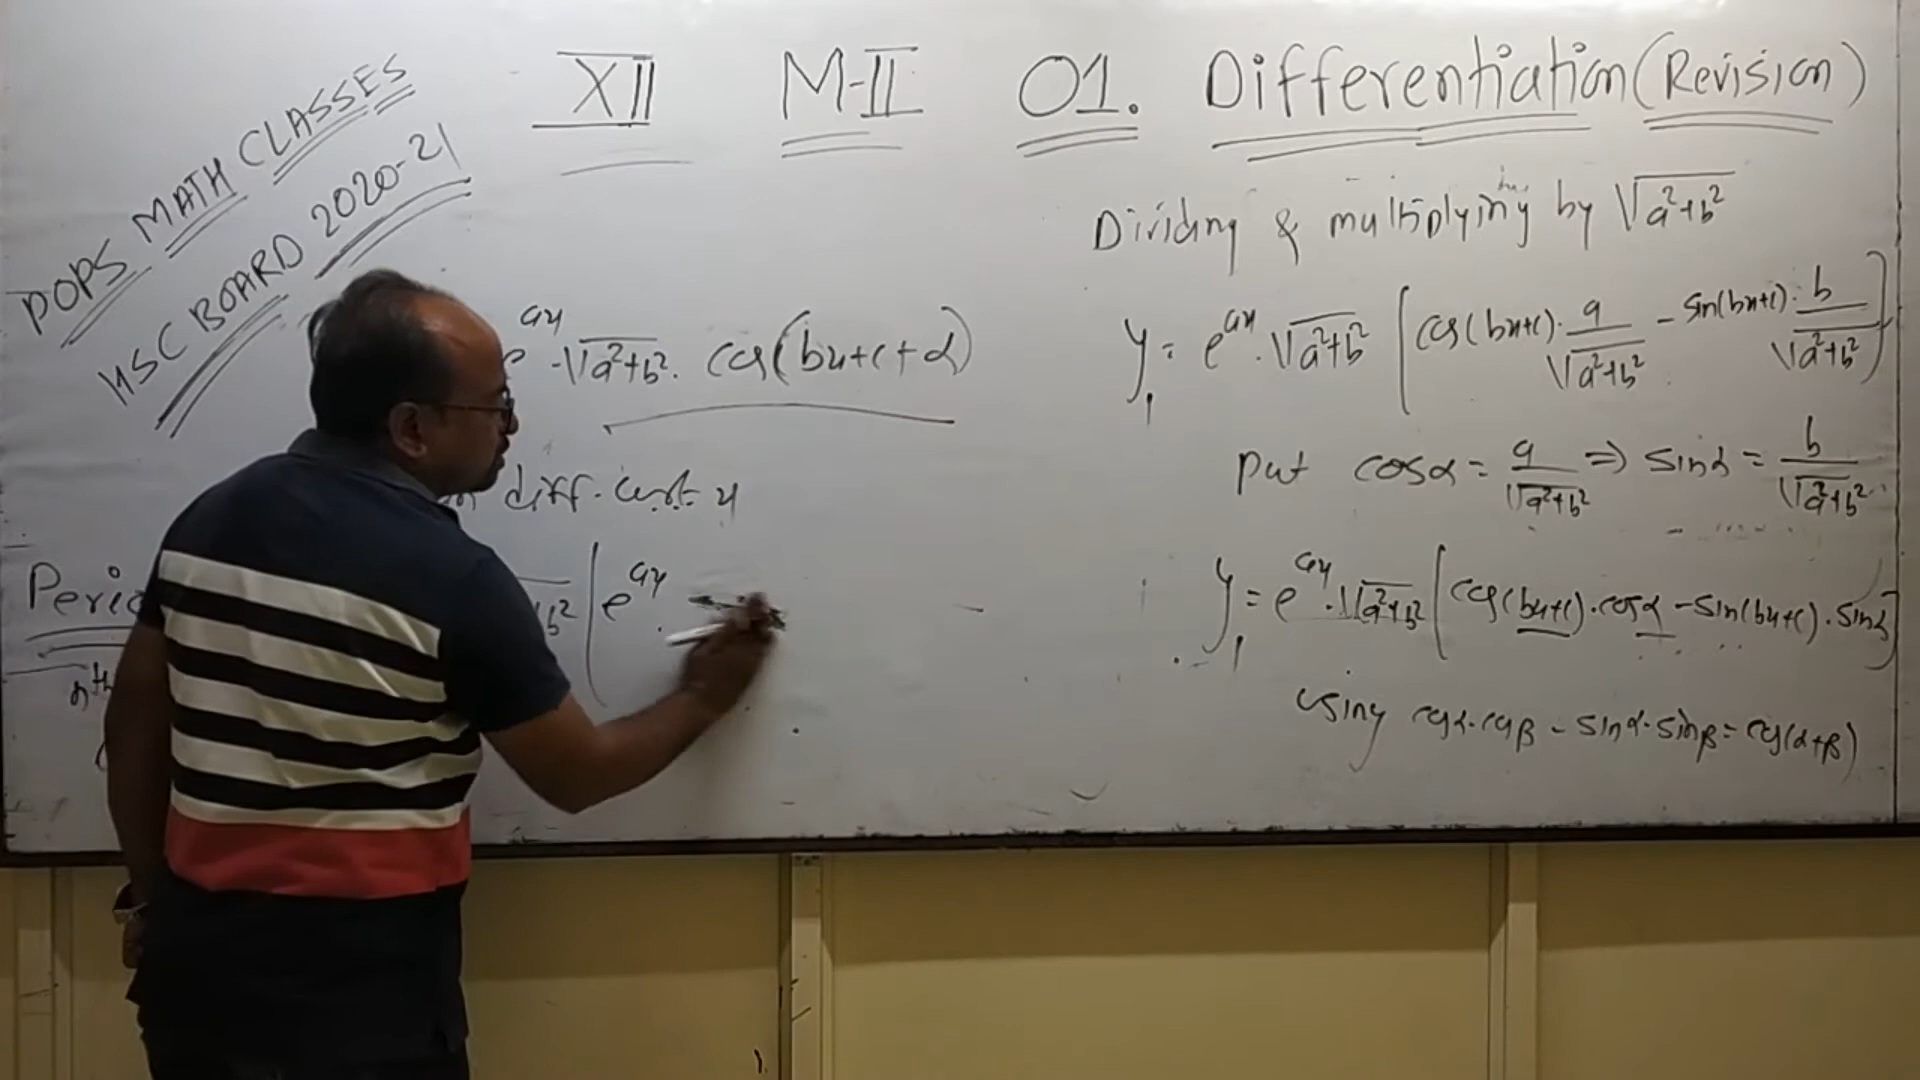 POPS MATH CLASSES
HSC BOARD 2020-21
XII M-II 01. Differentiation (Revision)
ax
.√a²+b². cos(bx+c+α)
diff. w.r.t. x
b² [e^ax .
Dividing & multiplying by √a²+b²
y₁ = e^ax . √a²+b² [cos(bx+c). a/√a²+b² - sin(bx+c). b/√a²+b²]
Put cosα = a/√a²+b² ⇒ sinα = b/√a²+b²
y₁ = e^ax . √a²+b² [cos(bx+c).cosα - sin(bx+c).sinα]
using cosα.cosβ - sinα.sinβ = cos(α+β)
nth